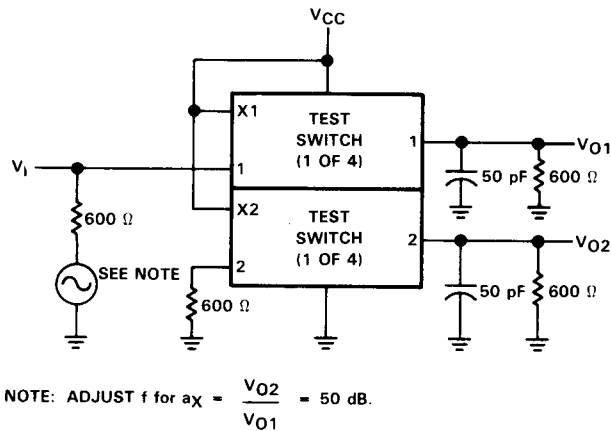 VCC
X1
TEST
SWITCH
(1 OF 4)
1
VO1
VI
1
50 pF
600 Ω
X2
TEST
SWITCH
(1 OF 4)
600 Ω
2
VO2
SEE NOTE
2
600 Ω
50 pF
600 Ω
NOTE: ADJUST f for aX = VO2 / VO1 = 50 dB.